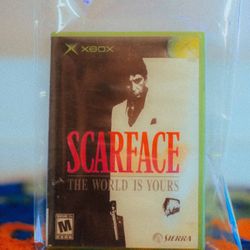 XBOX
SCARFACE
THE WORLD IS YOURS
M
SIERRA